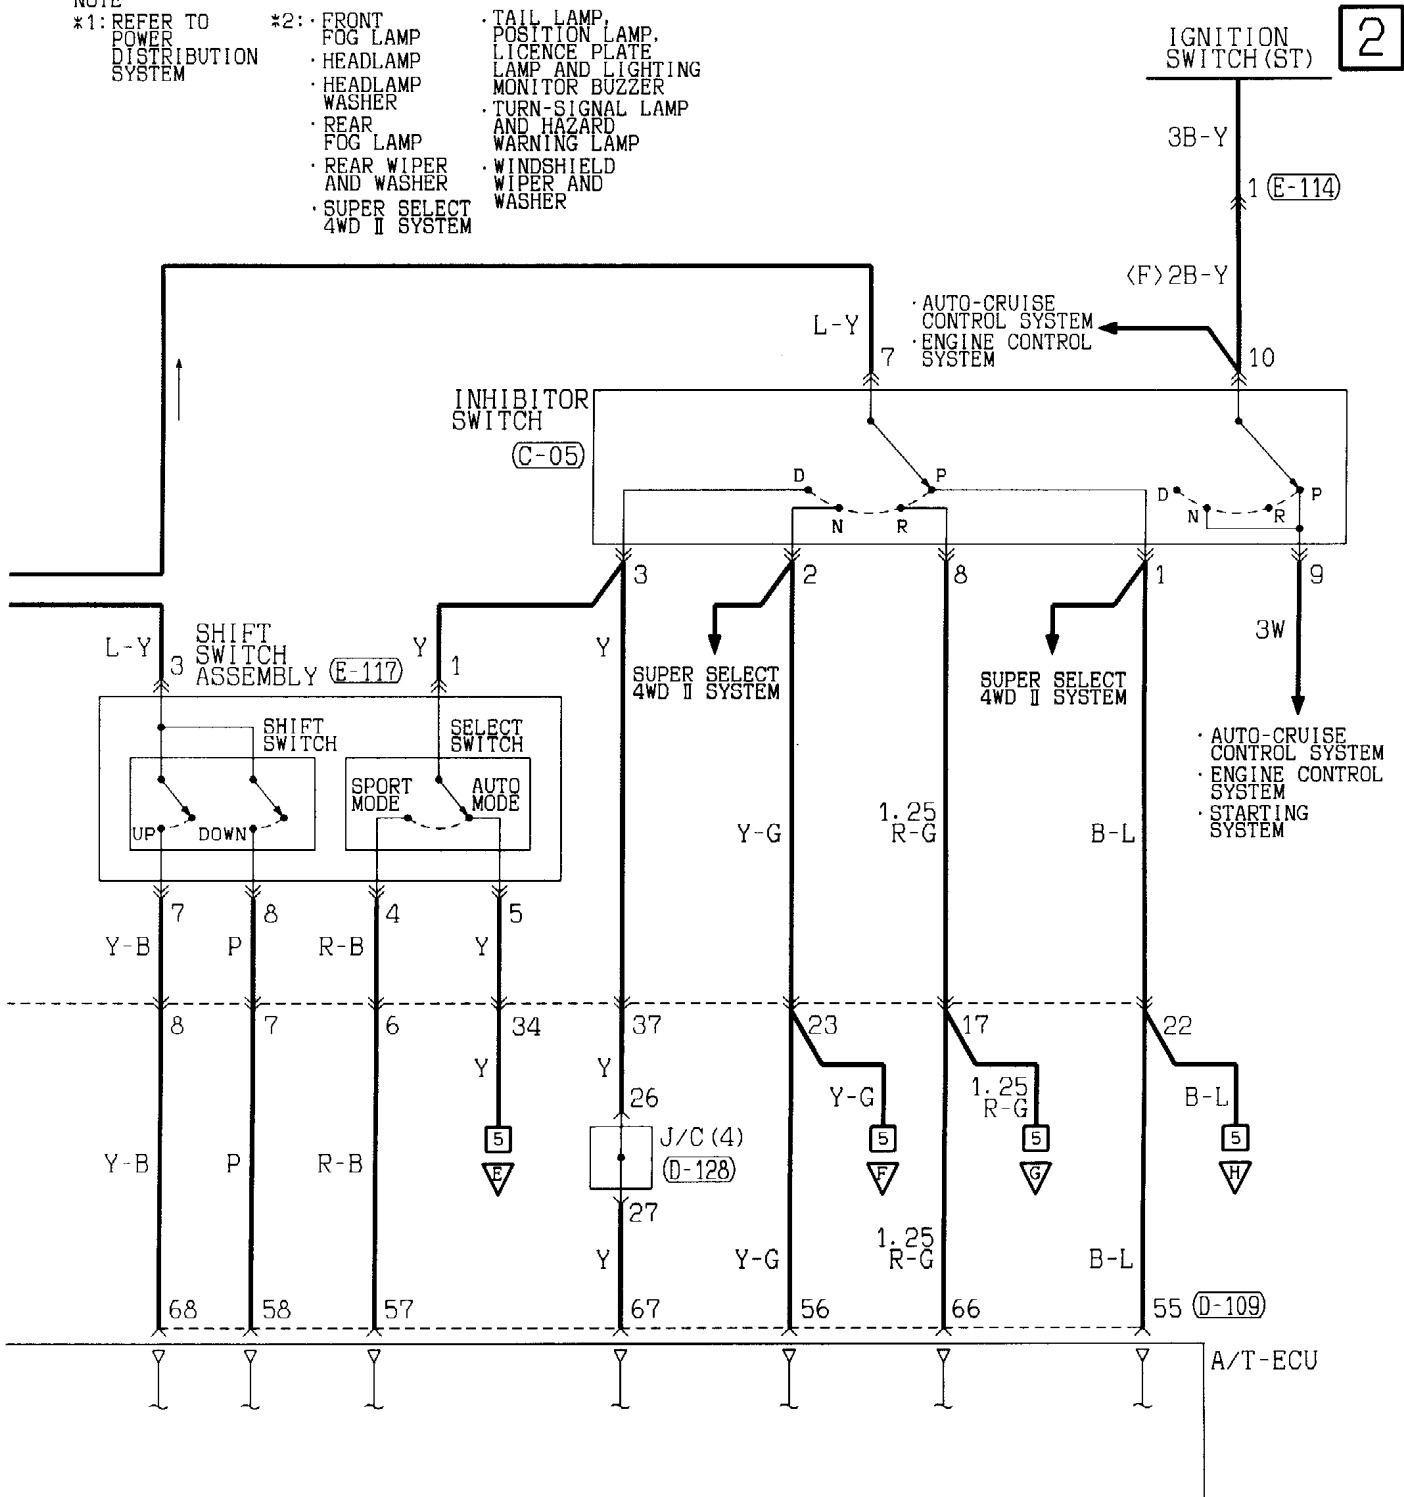 NOTE
*1: REFER TO
POWER
DISTRIBUTION
SYSTEM
*2: · FRONT
FOG LAMP
· HEADLAMP
· HEADLAMP
WASHER
· REAR
FOG LAMP
· REAR WIPER
AND WASHER
· SUPER SELECT
4WD II SYSTEM
· TAIL LAMP,
POSITION LAMP,
LICENCE PLATE
LAMP AND LIGHTING
MONITOR BUZZER
· TURN-SIGNAL LAMP
AND HAZARD
WARNING LAMP
· WINDSHIELD
WIPER AND
WASHER
IGNITION
SWITCH(ST)
2
3B-Y
1 (E-114)
<F>2B-Y
· AUTO-CRUISE
CONTROL SYSTEM
· ENGINE CONTROL
SYSTEM
L-Y
7
10
INHIBITOR
SWITCH
(C-05)
D
P
N
R
D
P
N
R
3
2
8
1
9
L-Y
3
SHIFT
SWITCH
ASSEMBLY (E-117)
Y
1
Y
SUPER SELECT
4WD II SYSTEM
SUPER SELECT
4WD II SYSTEM
3W
· AUTO-CRUISE
CONTROL SYSTEM
· ENGINE CONTROL
SYSTEM
· STARTING
SYSTEM
SHIFT
SWITCH
SELECT
SWITCH
SPORT
MODE
AUTO
MODE
UP
DOWN
Y-G
1.25
R-G
B-L
7
8
4
5
Y-B
P
R-B
Y
8
7
6
34
37
23
17
22
Y
Y
26
Y-G
1.25
R-G
B-L
5
5
5
5
J/C(4)
(D-128)
E
F
G
H
Y-B
P
R-B
27
Y
Y-G
1.25
R-G
B-L
68
58
57
67
56
66
55 (D-109)
A/T-ECU